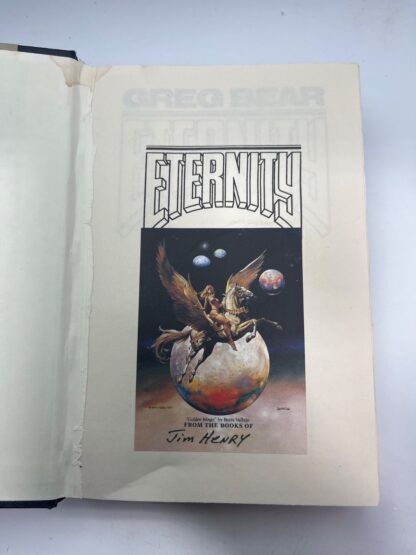 GREG BEAR
ETERNITY
ETERNITY
"Golden Wings" by Boris Vallejo
FROM THE BOOKS OF
Jim HENRY